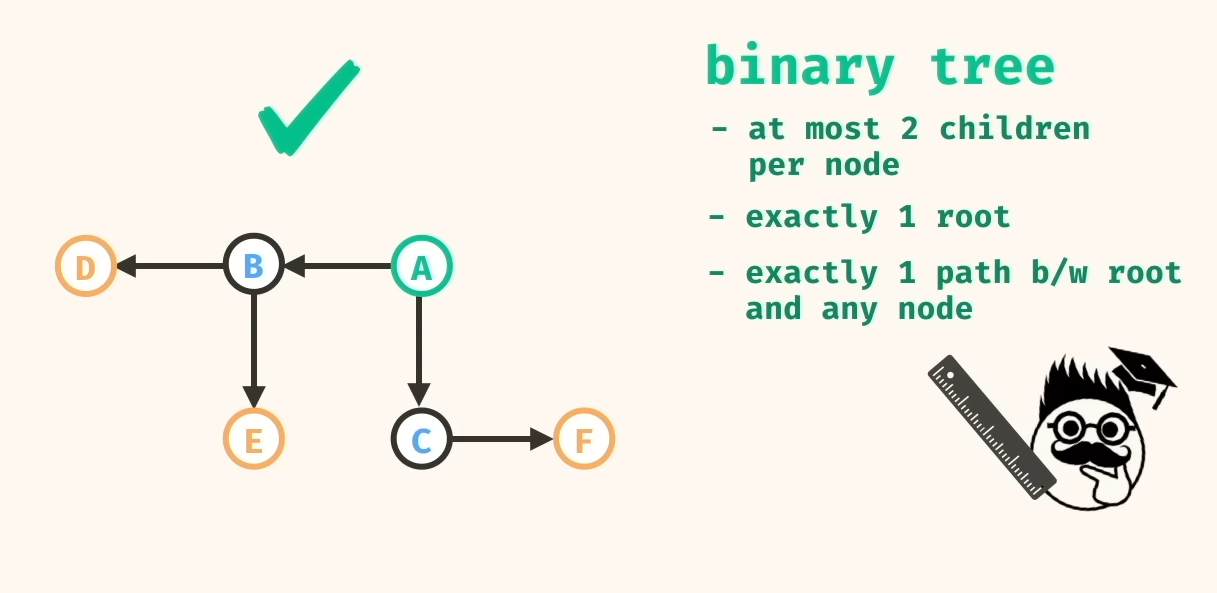 binary tree
- at most 2 children
per node
- exactly 1 root
- exactly 1 path b/w root
and any node
D
B
A
E
C
F